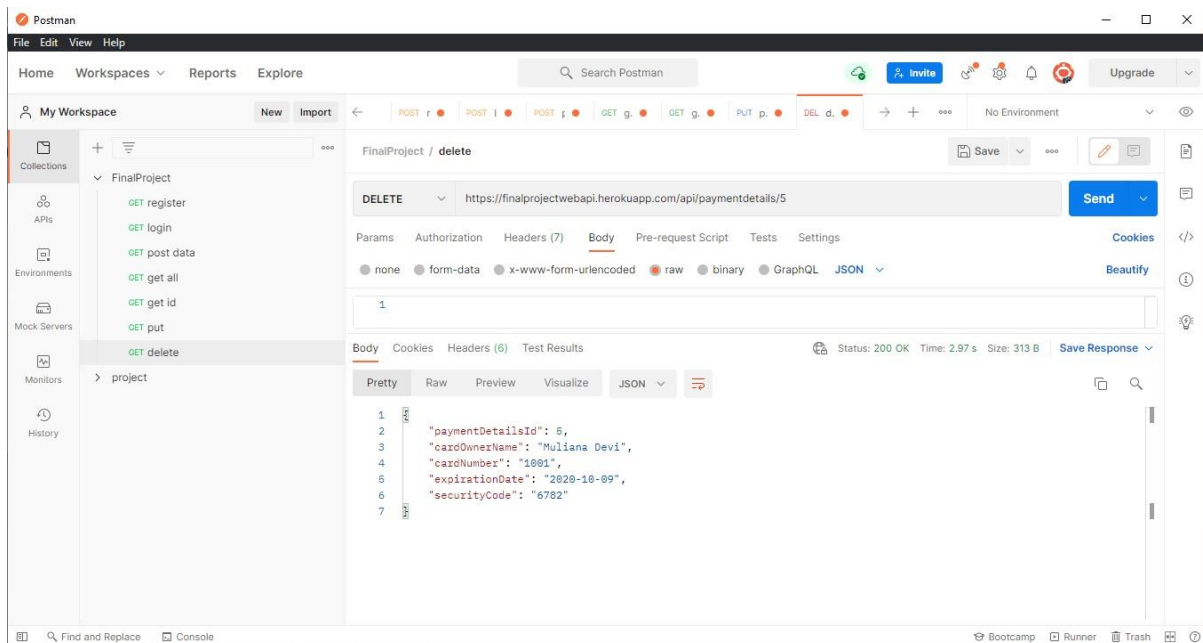 Postman
File Edit View Help
Home Workspaces Reports Explore Search Postman Invite Upgrade
My Workspace New Import POST r POST l POST p GET g. GET g. PUT p. DEL d. No Environment
Collections
APIs
Environments
Mock Servers
Monitors
History
FinalProject
GET register
GET login
GET post data
GET get all
GET get id
GET put
GET delete
project
FinalProject / delete Save
DELETE https://finalprojectwebapi.herokuapp.com/api/paymentdetails/5 Send
Params Authorization Headers (7) Body Pre-request Script Tests Settings Cookies
none form-data x-www-form-urlencoded raw binary GraphQL JSON Beautify
1
Body Cookies Headers (6) Test Results Status: 200 OK Time: 2.97 s Size: 313 B Save Response
Pretty Raw Preview Visualize JSON
1 {
2 "paymentDetailsId": 5,
3 "cardOwnerName": "Muliana Devi",
4 "cardNumber": "1001",
5 "expirationDate": "2020-10-09",
6 "securityCode": "6782"
7 }
Find and Replace Console Bootcamp Runner Trash